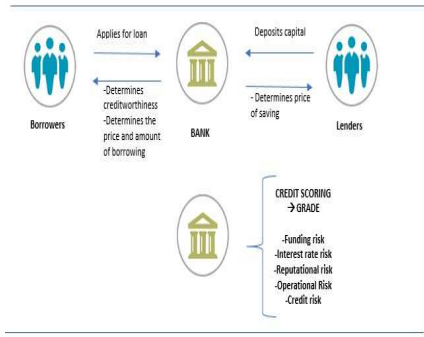 Applies for loan
Deposits capital
-Determines
creditworthiness
-Determines the
price and amount
of borrowing
- Determines price
of saving
Borrowers
BANK
Lenders
CREDIT SCORING
→ GRADE
-Funding risk
-Interest rate risk
-Reputational risk
-Operational Risk
-Credit risk